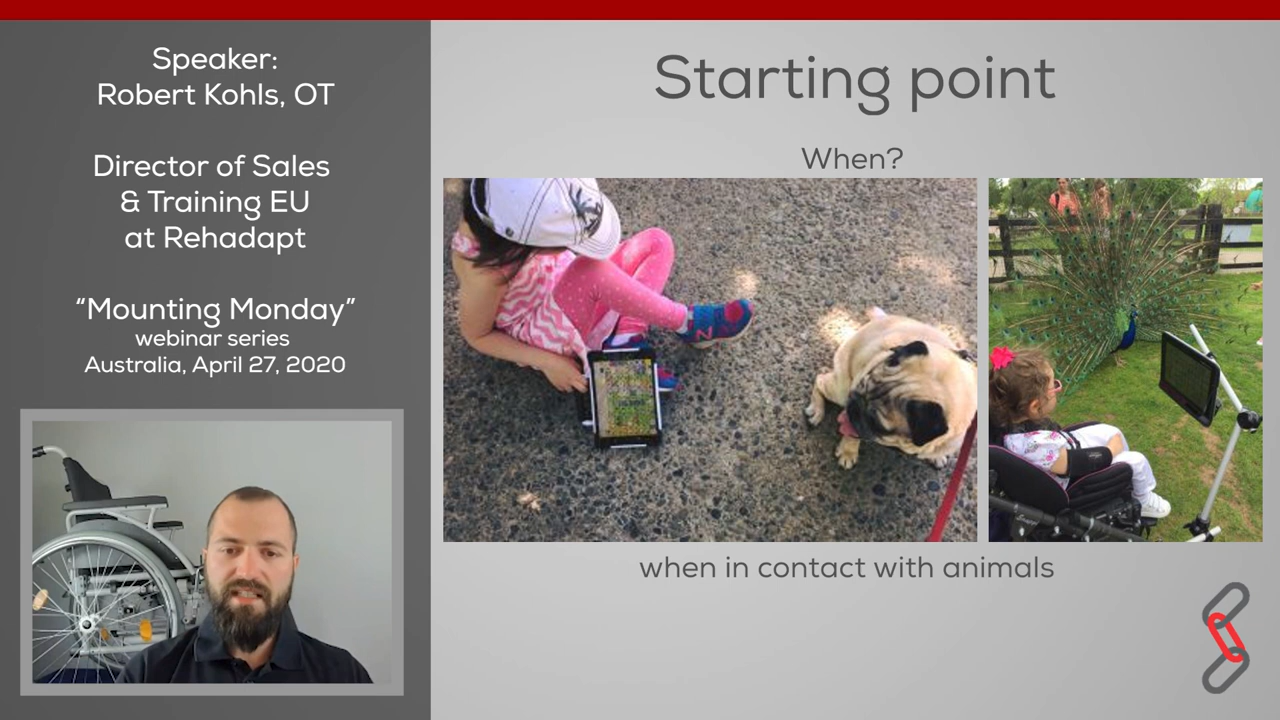 Speaker:
Robert Kohls, OT
Director of Sales
& Training EU
at Rehadapt
“Mounting Monday”
webinar series
Australia, April 27, 2020
Starting point
When?
when in contact with animals